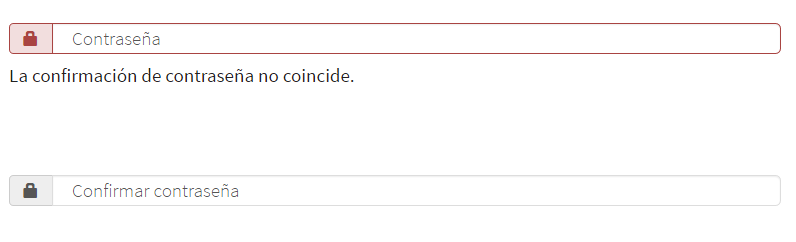 Contraseña
La confirmación de contraseña no coincide.
Confirmar contraseña